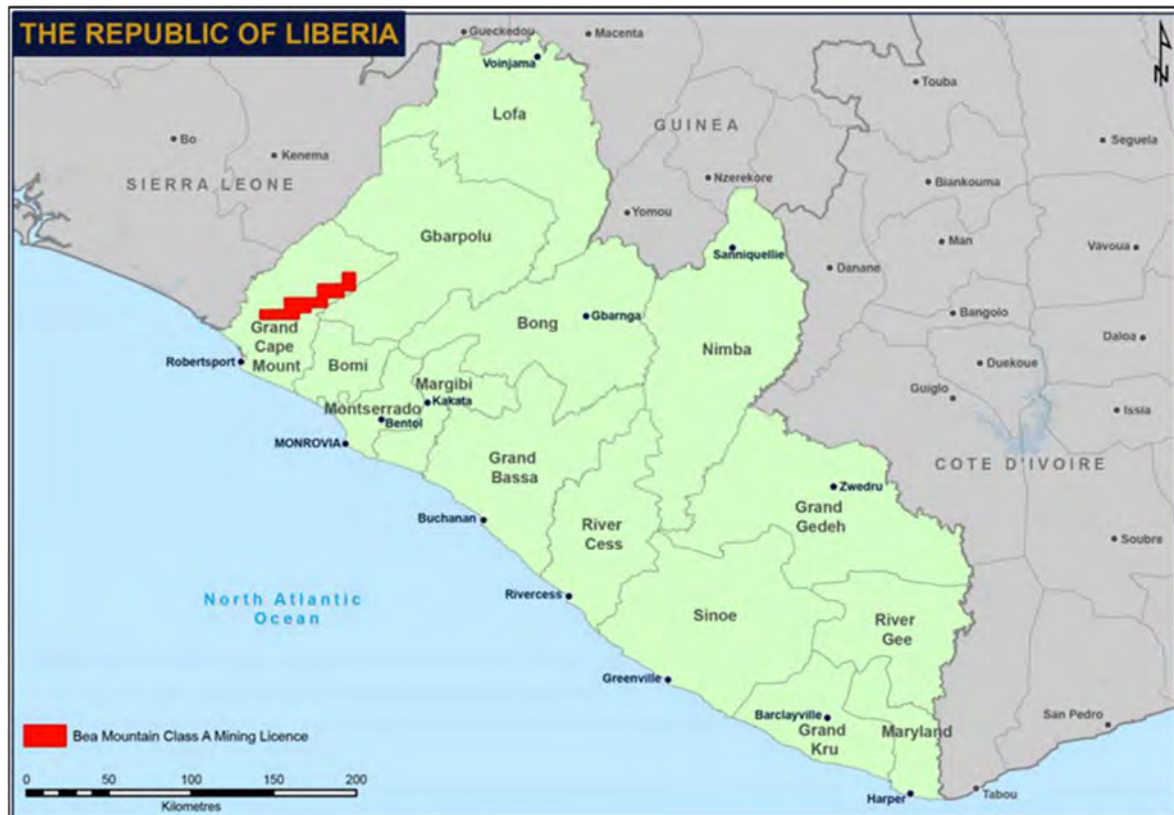 THE REPUBLIC OF LIBERIA
N
Gueckedou
Macenta
Voinjama
Touba
Lofa
GUINEA
Bo
Kenema
Seguela
SIERRA LEONE
Nzerekore
Biankouma
Yomou
Gbarpolu
Man
Vavoua
Sanniquellie
Danane
Bong
Gbarnga
Bangolo
Grand
Cape
Mount
Nimba
Daloa
Robertsport
Bomi
Duekoue
Margibi
Kakata
Guiglo
Montserrado
Bentol
Issia
MONROVIA
Grand
Bassa
COTE D'IVOIRE
Zwedru
Grand
Gedeh
Buchanan
River
Cess
Soubre
North Atlantic
Ocean
Rivercess
Sinoe
River
Gee
Greenville
Barclayville
Grand
Kru
Maryland
San Pedro
Bea Mountain Class A Mining Licence
0 50 100 150 200
Kilometres
Harper
Tabou